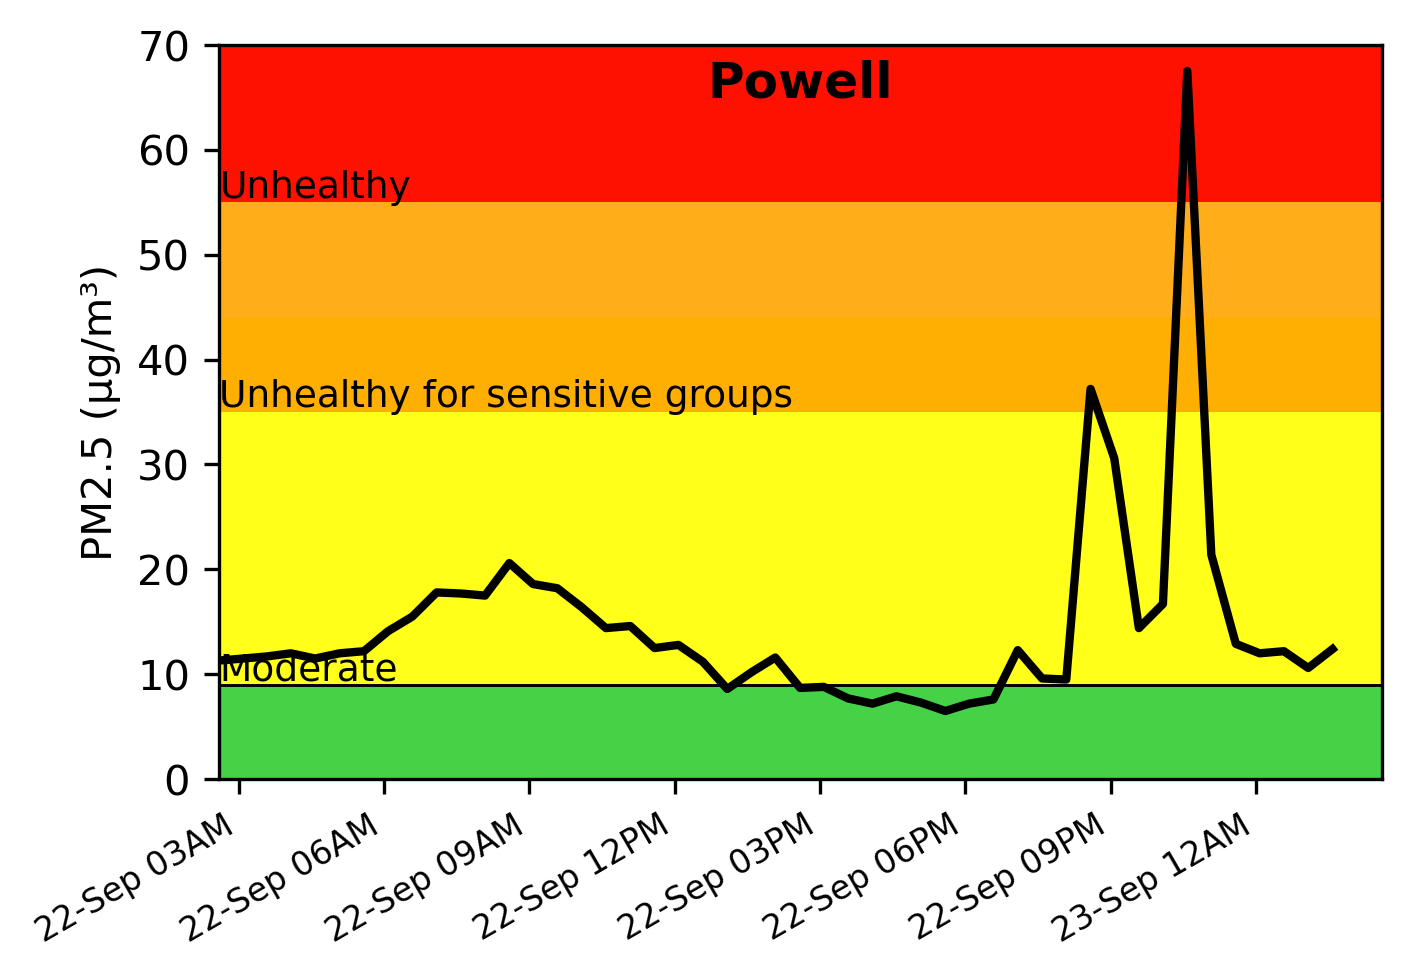 Powell
PM2.5 (µg/m³)
70
60
Unhealthy
50
40
Unhealthy for sensitive groups
30
20
Moderate
10
0
22-Sep 03AM
22-Sep 06AM
22-Sep 09AM
22-Sep 12PM
22-Sep 03PM
22-Sep 06PM
22-Sep 09PM
23-Sep 12AM